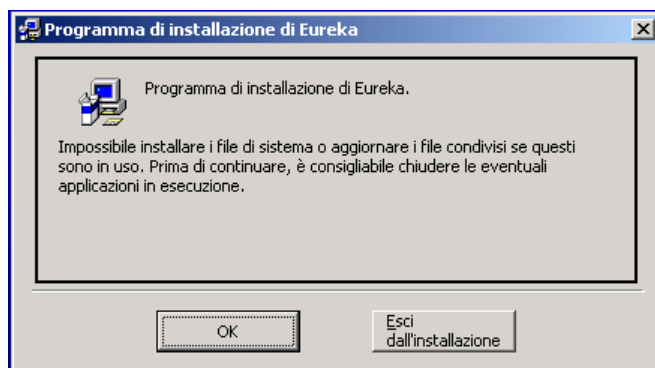 Programma di installazione di Eureka
Programma di installazione di Eureka.
Impossibile installare i file di sistema o aggiornare i file condivisi se questi
sono in uso. Prima di continuare, è consigliabile chiudere le eventuali
applicazioni in esecuzione.
OK
Esci
dall'installazione